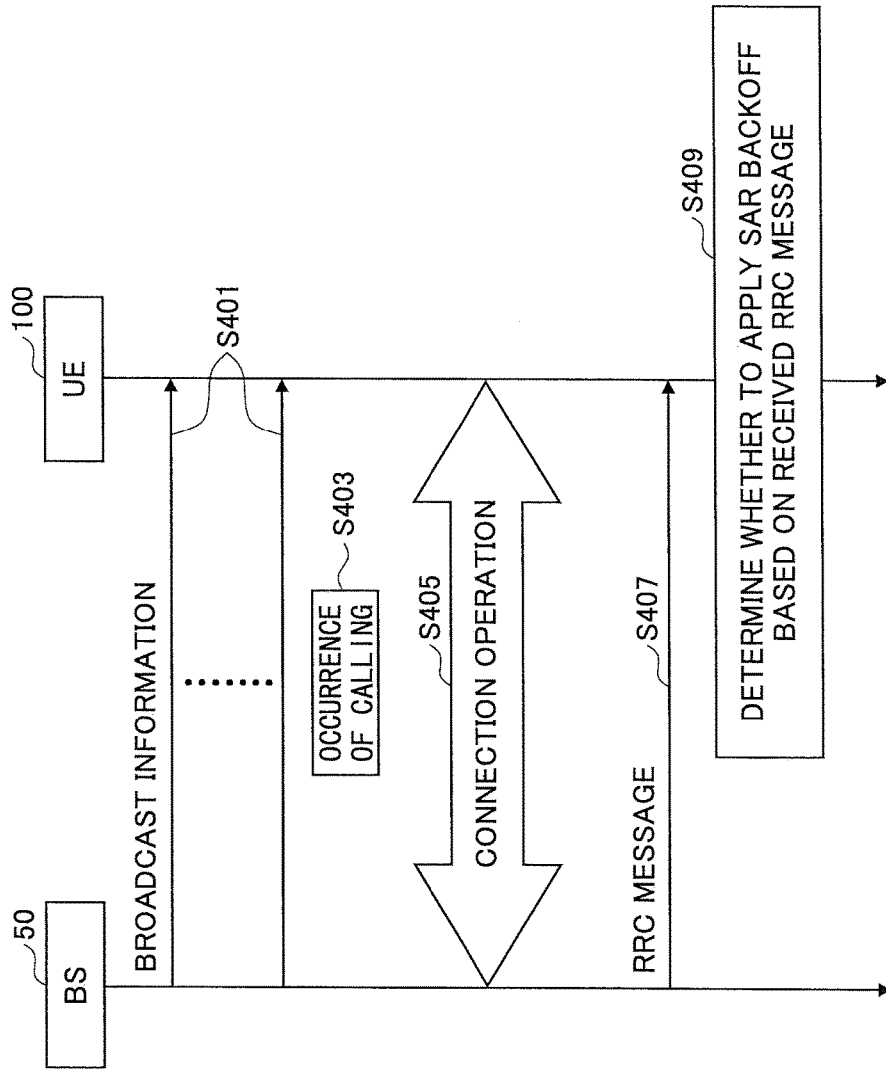 50
BS
100
UE
BROADCAST INFORMATION
S401
OCCURRENCE
OF CALLING
S403
S405
CONNECTION OPERATION
RRC MESSAGE
S407
S409
DETERMINE WHETHER TO APPLY SAR BACKOFF
BASED ON RECEIVED RRC MESSAGE